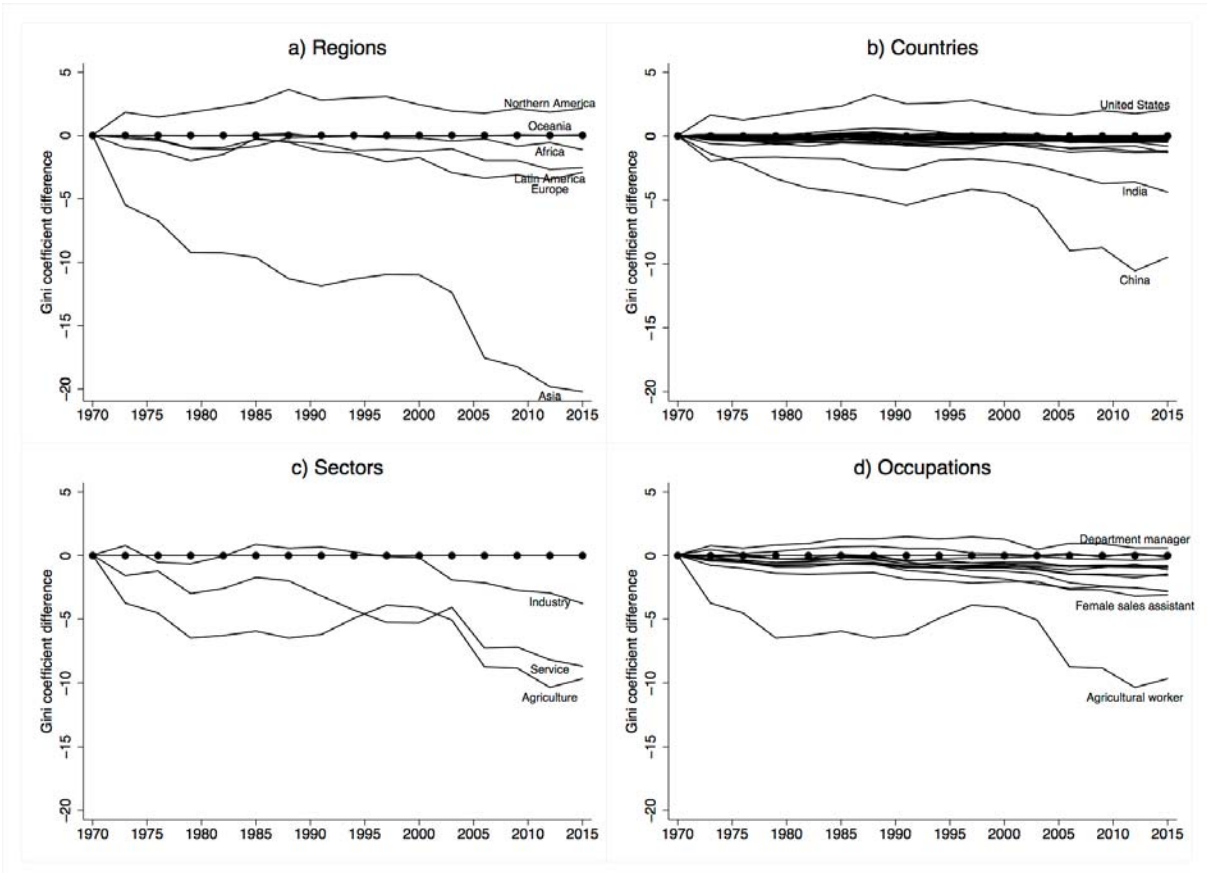 a) Regions
Gini coefficient difference
5
0
−5
−10
−15
−20
Northern America
Oceania
Africa
Latin America
Europe
Asia
1970 1975 1980 1985 1990 1995 2000 2005 2010 2015
b) Countries
Gini coefficient difference
5
0
−5
−10
−15
−20
United States
India
China
1970 1975 1980 1985 1990 1995 2000 2005 2010 2015
c) Sectors
Gini coefficient difference
5
0
−5
−10
−15
−20
Industry
Service
Agriculture
1970 1975 1980 1985 1990 1995 2000 2005 2010 2015
d) Occupations
Gini coefficient difference
5
0
−5
−10
−15
−20
Department manager
Female sales assistant
Agricultural worker
1970 1975 1980 1985 1990 1995 2000 2005 2010 2015